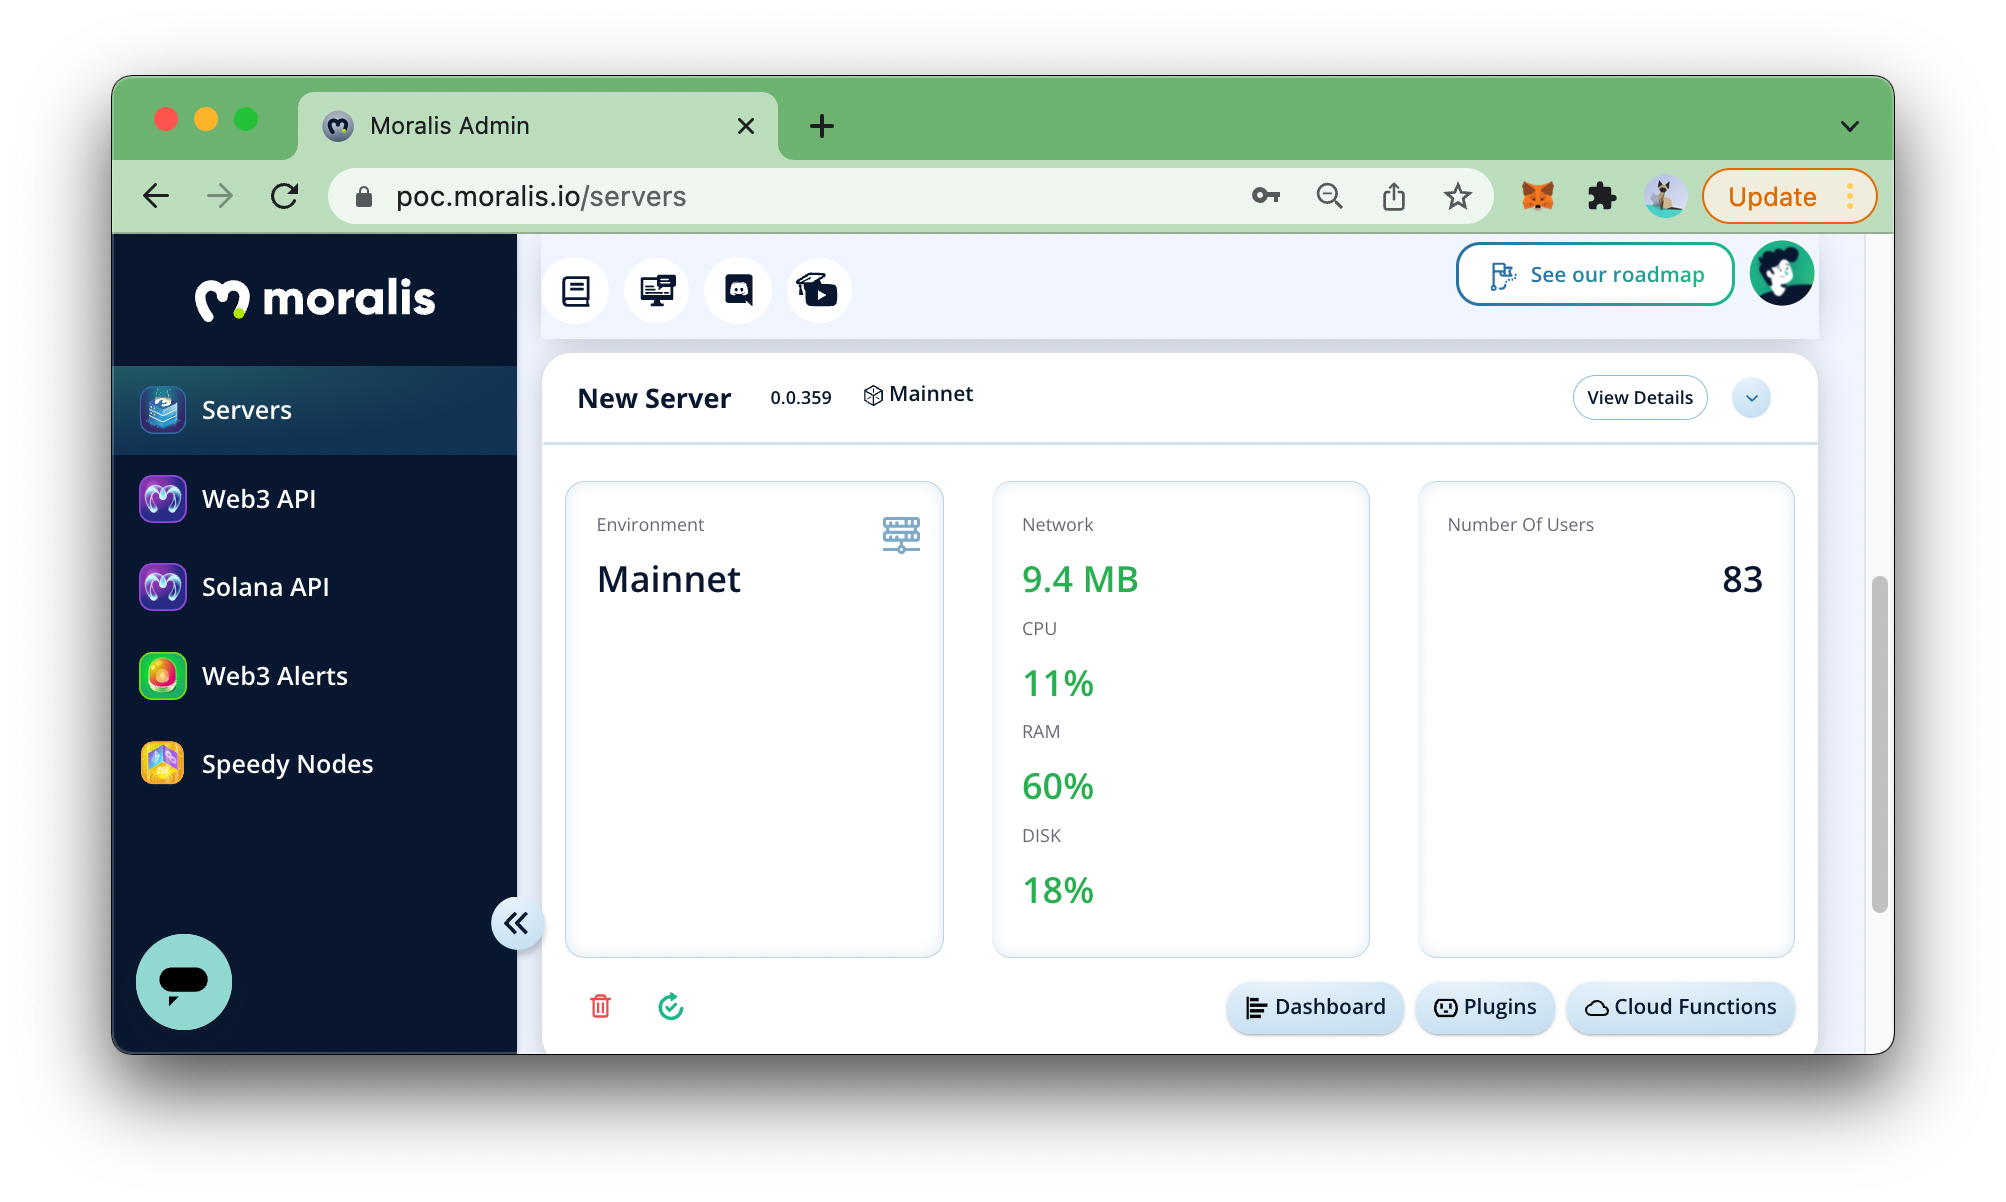 Moralis Admin
poc.moralis.io/servers
Update
moralis
See our roadmap
Servers
Web3 API
Solana API
Web3 Alerts
Speedy Nodes
New Server 0.0.359 Mainnet
View Details
Environment
Mainnet
Network
9.4 MB
CPU
11%
RAM
60%
DISK
18%
Number Of Users
83
Dashboard
Plugins
Cloud Functions